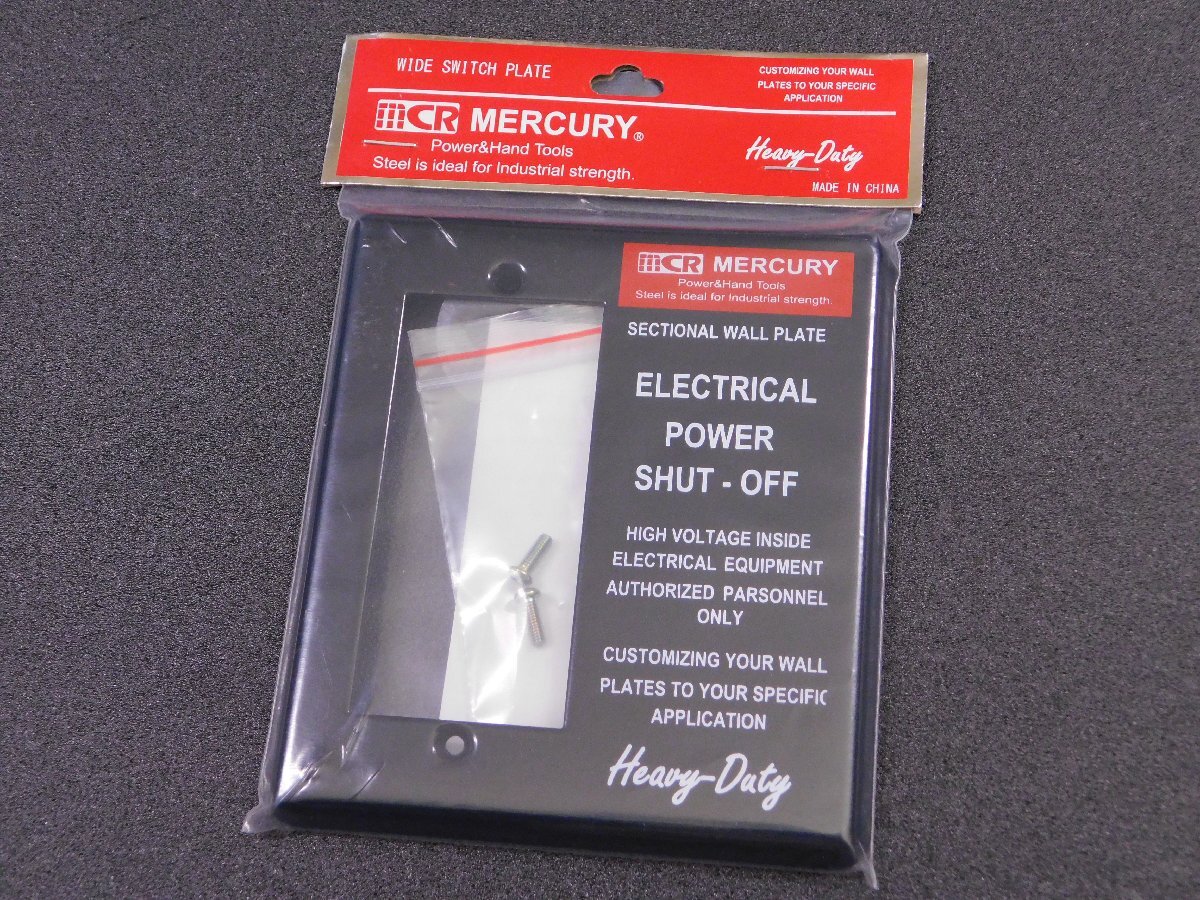 WIDE SWITCH PLATE
CUSTOMIZING YOUR WALL
PLATES TO YOUR SPECIFIC
APPLICATION
MCR MERCURY®
Power&Hand Tools
Steel is ideal for Industrial strength.
Heavy-Duty
MADE IN CHINA
MCR MERCURY
Power&Hand Tools
Steel is ideal for Industrial strength.
SECTIONAL WALL PLATE
ELECTRICAL
POWER
SHUT - OFF
HIGH VOLTAGE INSIDE
ELECTRICAL EQUIPMENT
AUTHORIZED PARSONNEL
ONLY
CUSTOMIZING YOUR WALL
PLATES TO YOUR SPECIFIC
APPLICATION
Heavy-Duty